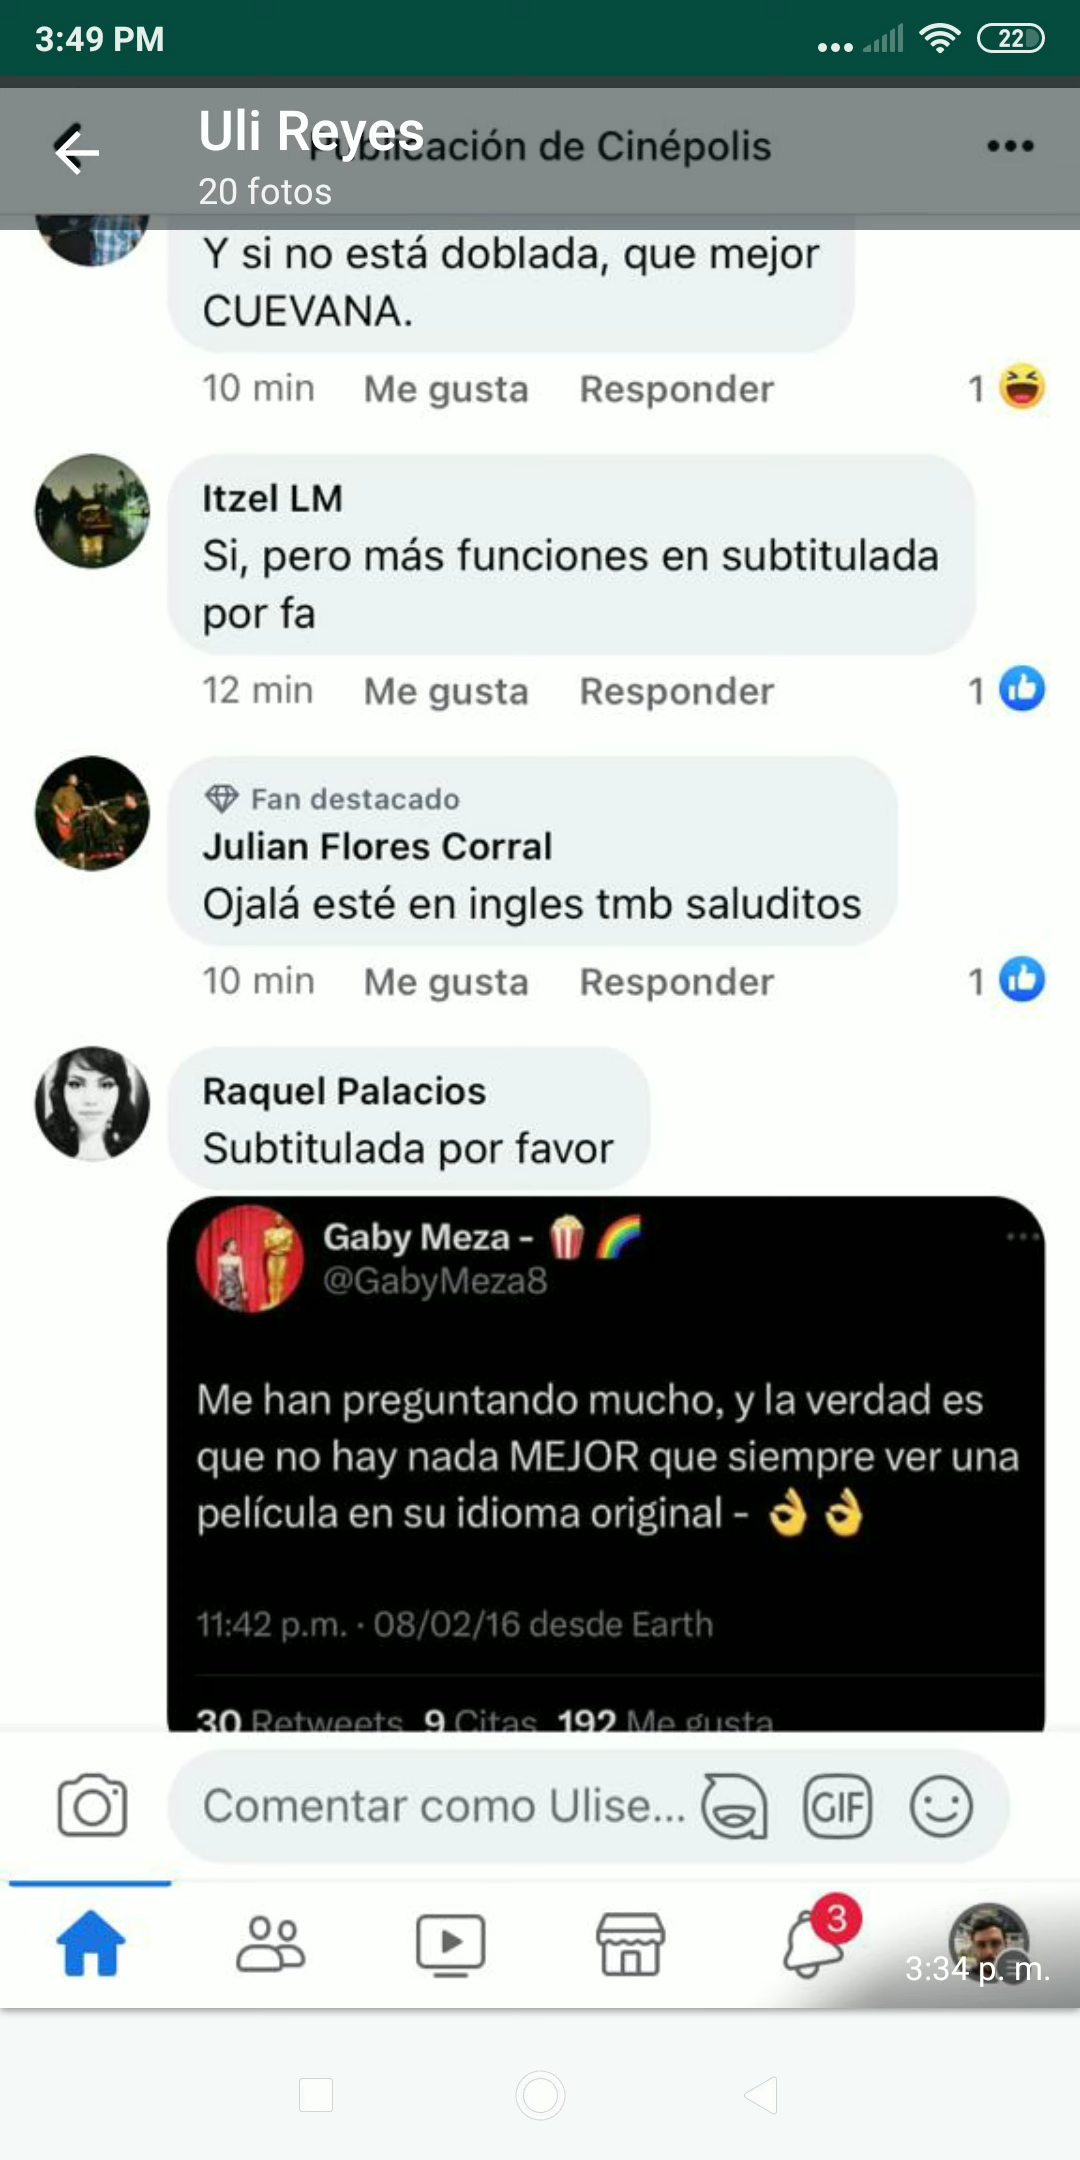 3:49 PM
22
Uli Reyes
Publicación de Cinépolis
20 fotos
Y si no está doblada, que mejor
CUEVANA.
10 min Me gusta Responder 1
Itzel LM
Si, pero más funciones en subtitulada
por fa
12 min Me gusta Responder 1
Fan destacado
Julian Flores Corral
Ojalá esté en ingles tmb saluditos
10 min Me gusta Responder 1
Raquel Palacios
Subtitulada por favor
Gaby Meza - 🍿🌈
@GabyMeza8
Me han preguntando mucho, y la verdad es
que no hay nada MEJOR que siempre ver una
película en su idioma original - 👌👌
11:42 p.m. · 08/02/16 desde Earth
30 Retweets 9 Citas 192 Me gusta
Comentar como Ulise...
GIF
3
3:34 p. m.